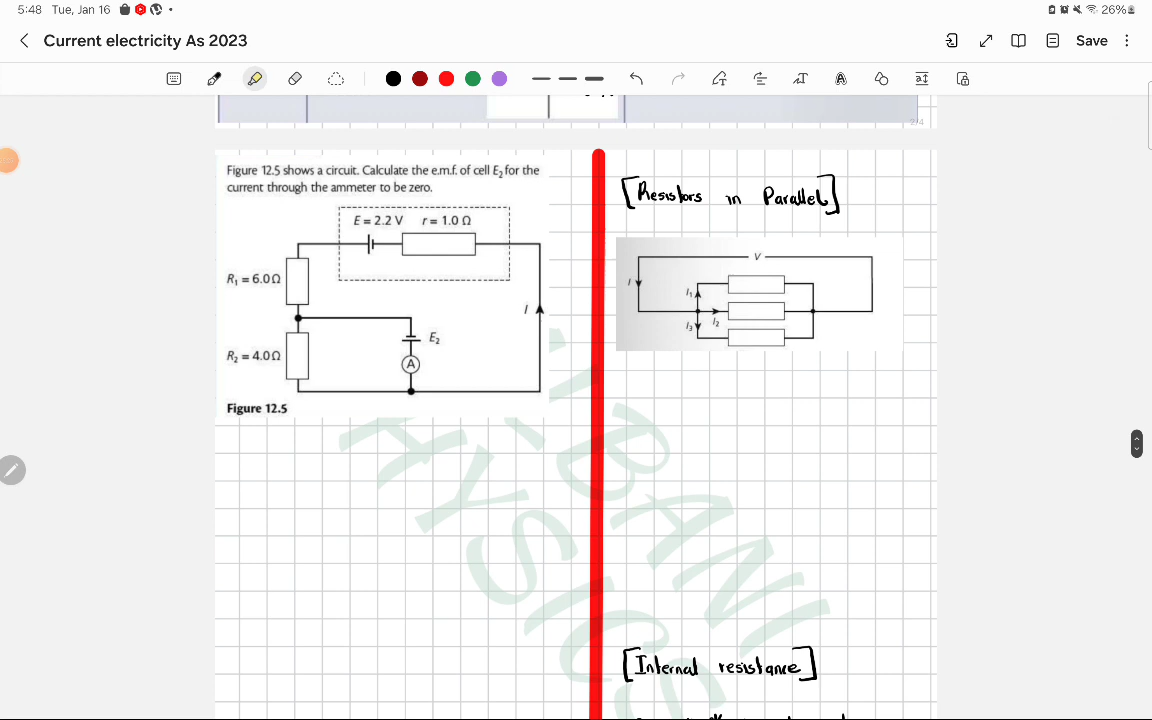 5:48 Tue, Jan 16
26%
Current electricity As 2023
Save
2/4
Figure 12.5 shows a circuit. Calculate the e.m.f. of cell E₂ for the
current through the ammeter to be zero.
E = 2.2 V r = 1.0 Ω
R₁ = 6.0 Ω
I
E₂
R₂ = 4.0 Ω
A
Figure 12.5
[Resistors in Parallel]
V
I
I₁
I₂
I₃
[Internal resistance]